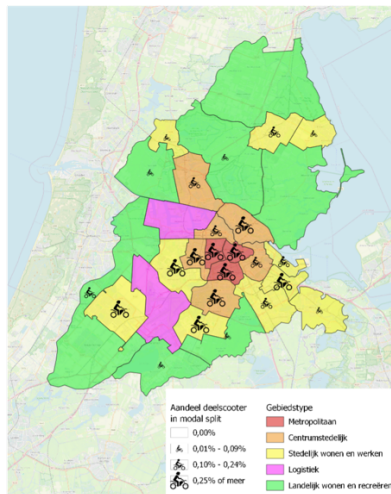 Aandeel deelscooter
in modal split
0,00%
0,01% - 0,09%
0,10% - 0,24%
0,25% of meer
Gebiedstype
Metropolitaan
Centrumstedelijk
Stedelijk wonen en werken
Logistiek
Landelijk wonen en recreëren